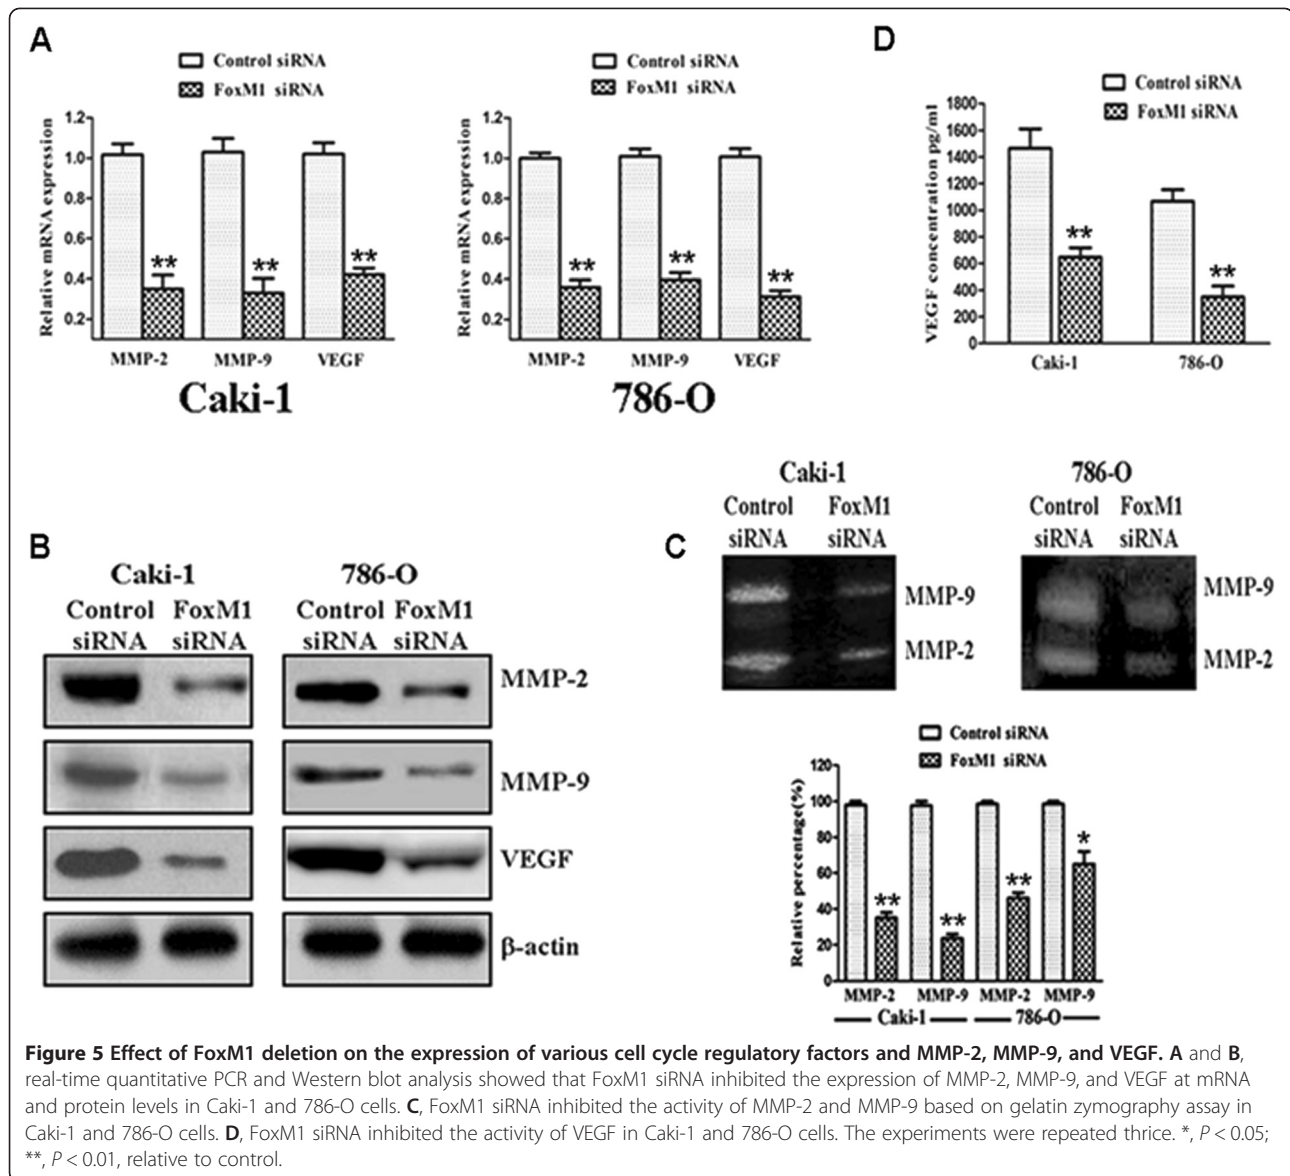 A
Control siRNA
FoxM1 siRNA
Relative mRNA expression
1.2
1.0
0.8
0.6
0.4
0.2
MMP-2 MMP-9 VEGF
Caki-1
** ** **
Control siRNA
FoxM1 siRNA
Relative mRNA expression
1.2
1.0
0.8
0.6
0.4
0.2
MMP-2 MMP-9 VEGF
786-O
** ** **
D
Control siRNA
FoxM1 siRNA
VEGF concentration pg/ml
1800
1600
1400
1200
1000
800
600
400
200
0
** **
Caki-1 786-O
B
Caki-1 786-O
Control FoxM1 Control FoxM1
siRNA siRNA siRNA siRNA
MMP-2
MMP-9
VEGF
β-actin
C
Caki-1 786-O
Control FoxM1 Control FoxM1
siRNA siRNA siRNA siRNA
MMP-9 MMP-9
MMP-2 MMP-2
Control siRNA
FoxM1 siRNA
Relative percentage(%)
120
100
80
60
40
20
0
** ** ** *
MMP-2 MMP-9 MMP-2 MMP-9
Caki-1 786-O
Figure 5 Effect of FoxM1 deletion on the expression of various cell cycle regulatory factors and MMP-2, MMP-9, and VEGF. A and B,
real-time quantitative PCR and Western blot analysis showed that FoxM1 siRNA inhibited the expression of MMP-2, MMP-9, and VEGF at mRNA
and protein levels in Caki-1 and 786-O cells. C, FoxM1 siRNA inhibited the activity of MMP-2 and MMP-9 based on gelatin zymography assay in
Caki-1 and 786-O cells. D, FoxM1 siRNA inhibited the activity of VEGF in Caki-1 and 786-O cells. The experiments were repeated thrice. *, P < 0.05;
**, P < 0.01, relative to control.